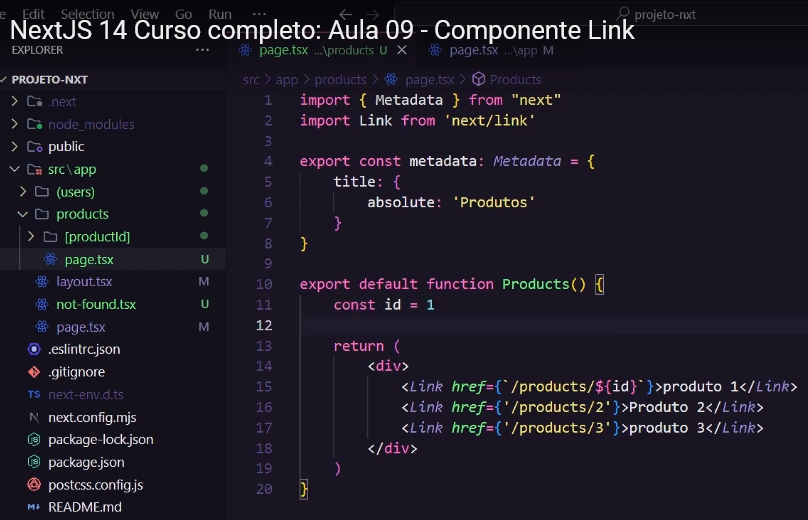 e Edit Selection View Go Run ... ← → projeto-nxt
NextJS 14 Curso completo: Aula 09 - Componente Link
EXPLORER ...
page.tsx ...\products U ×
page.tsx ...\app M
PROJETO-NXT
.next
node_modules
public
src\app
(users)
products
[productId]
page.tsx U
layout.tsx M
not-found.tsx U
page.tsx M
.eslintrc.json
.gitignore
TS next-env.d.ts
N next.config.mjs
package-lock.json
package.json
postcss.config.js
M↓ README.md
src > app > products > page.tsx > Products
1 import { Metadata } from "next"
2 import Link from 'next/link'
3
4 export const metadata: Metadata = {
5 title: {
6 absolute: 'Produtos'
7 }
8 }
9
10 export default function Products() {
11 const id = 1
12
13 return (
14 <div>
15 <Link href={`/products/${id}`}>produto 1</Link>
16 <Link href={'/products/2'}>Produto 2</Link>
17 <Link href={'/products/3'}>produto 3</Link>
18 </div>
19 )
20 }